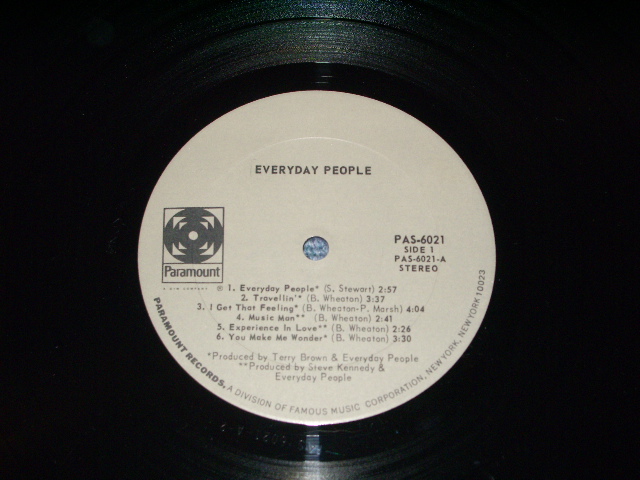 EVERYDAY PEOPLE
Paramount
PAS-6021
SIDE 1
PAS-6021-A
STEREO
℗ 1. Everyday People* (S. Stewart) 2:57
2. Travellin'* (B. Wheaton) 3:37
3. I Get That Feeling* (B. Wheaton-P. Marsh) 4:04
4. Music Man** (B. Wheaton) 2:41
5. Experience In Love** (B. Wheaton) 2:26
6. You Make Me Wonder* (B. Wheaton) 3:30
*Produced by Terry Brown & Everyday People
**Produced by Steve Kennedy &
Everyday People
PARAMOUNT RECORDS, A DIVISION OF FAMOUS MUSIC CORPORATION, NEW YORK, NEW YORK 10023